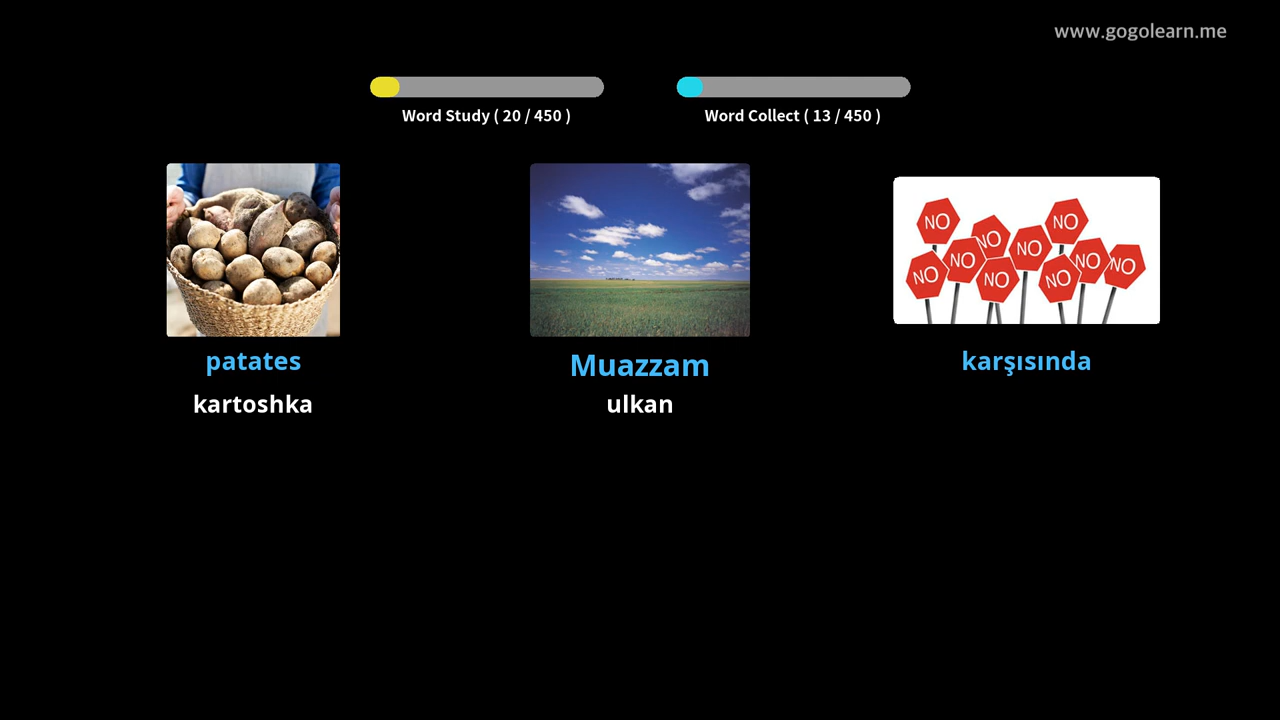 www.gogolearn.me
Word Study ( 20 / 450 )
Word Collect ( 13 / 450 )
NO
NO
NO
NO
NO
NO
NO
NO
NO
NO
patates
Muazzam
karşısında
kartoshka
ulkan